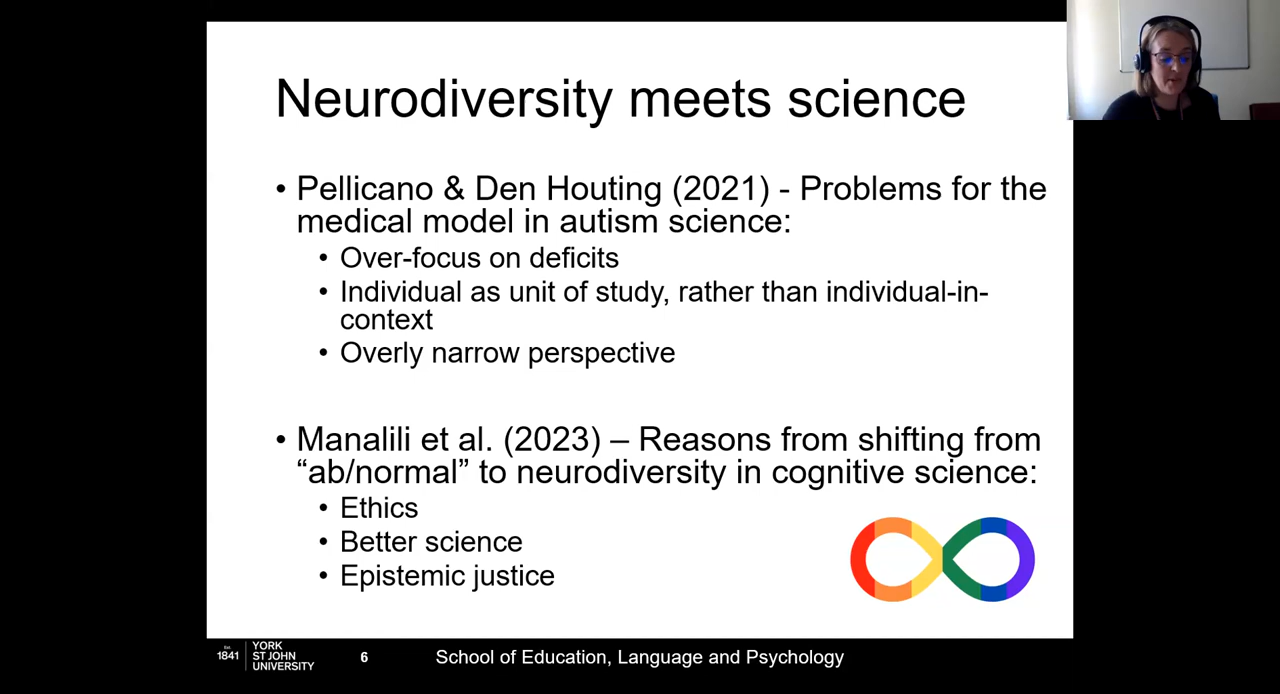 Neurodiversity meets science
• Pellicano & Den Houting (2021) - Problems for the
medical model in autism science:
• Over-focus on deficits
• Individual as unit of study, rather than individual-in-
context
• Overly narrow perspective
• Manalili et al. (2023) – Reasons from shifting from
“ab/normal” to neurodiversity in cognitive science:
• Ethics
• Better science
• Epistemic justice
Est.
1841
YORK
ST JOHN
UNIVERSITY
6
School of Education, Language and Psychology